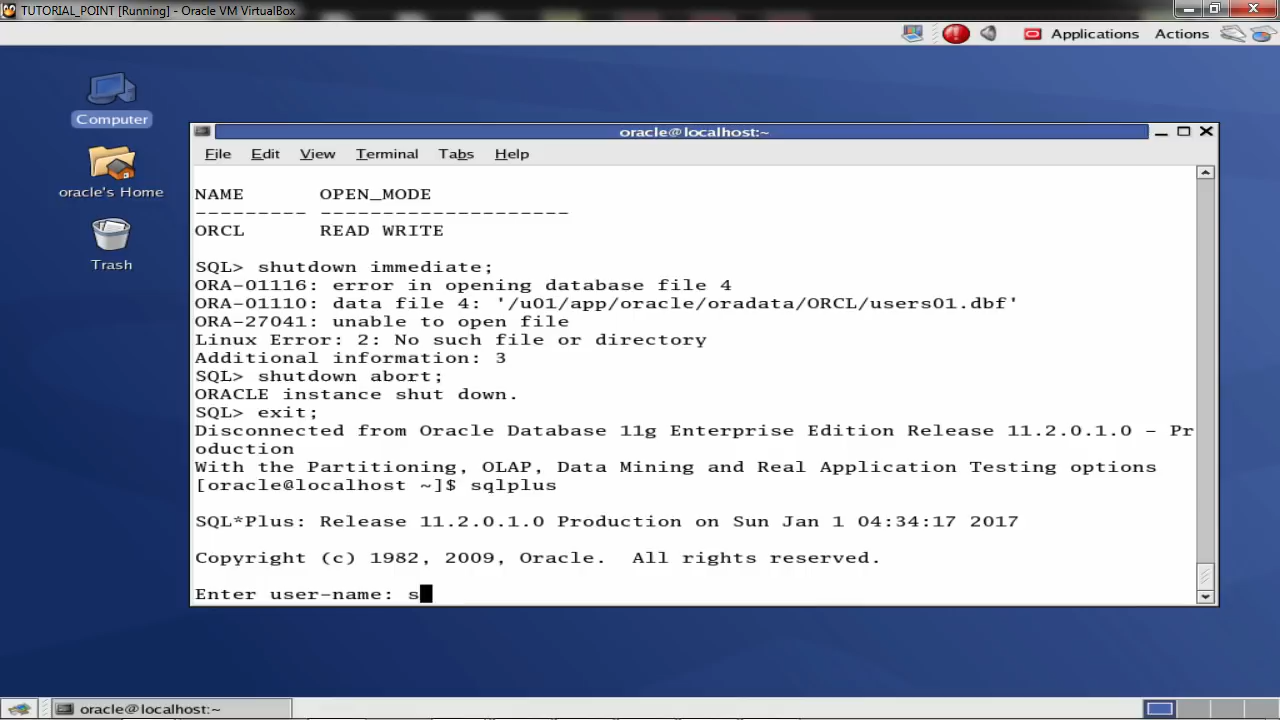 TUTORIAL_POINT [Running] - Oracle VM VirtualBox
Applications Actions
Computer
oracle's Home
Trash
oracle@localhost:~
File Edit View Terminal Tabs Help
NAME OPEN_MODE
--------- --------------------
ORCL READ WRITE
SQL> shutdown immediate;
ORA-01116: error in opening database file 4
ORA-01110: data file 4: '/u01/app/oracle/oradata/ORCL/users01.dbf'
ORA-27041: unable to open file
Linux Error: 2: No such file or directory
Additional information: 3
SQL> shutdown abort;
ORACLE instance shut down.
SQL> exit;
Disconnected from Oracle Database 11g Enterprise Edition Release 11.2.0.1.0 - Pr
oduction
With the Partitioning, OLAP, Data Mining and Real Application Testing options
[oracle@localhost ~]$ sqlplus
SQL*Plus: Release 11.2.0.1.0 Production on Sun Jan 1 04:34:17 2017
Copyright (c) 1982, 2009, Oracle.  All rights reserved.
Enter user-name: s
oracle@localhost:~